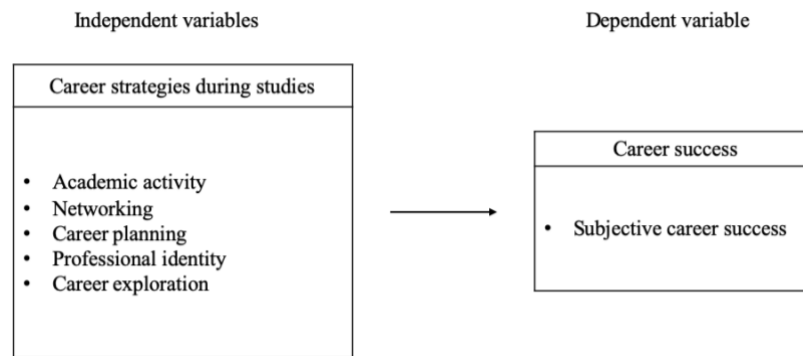 Independent variables
Dependent variable
Career strategies during studies
• Academic activity
• Networking
• Career planning
• Professional identity
• Career exploration
Career success
• Subjective career success